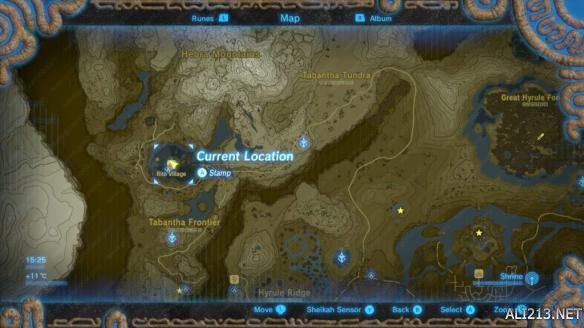 Runes L Map R Album
Hebra Mountains
Tabantha Tundra
Great Hyrule For
Current Location
Rito Village
A Stamp
Tabantha Frontier
15:25
+11°C
Shrine
Hyrule Ridge
Move L Sheikah Sensor Y Back B Select A Zoo
ALI213.NET